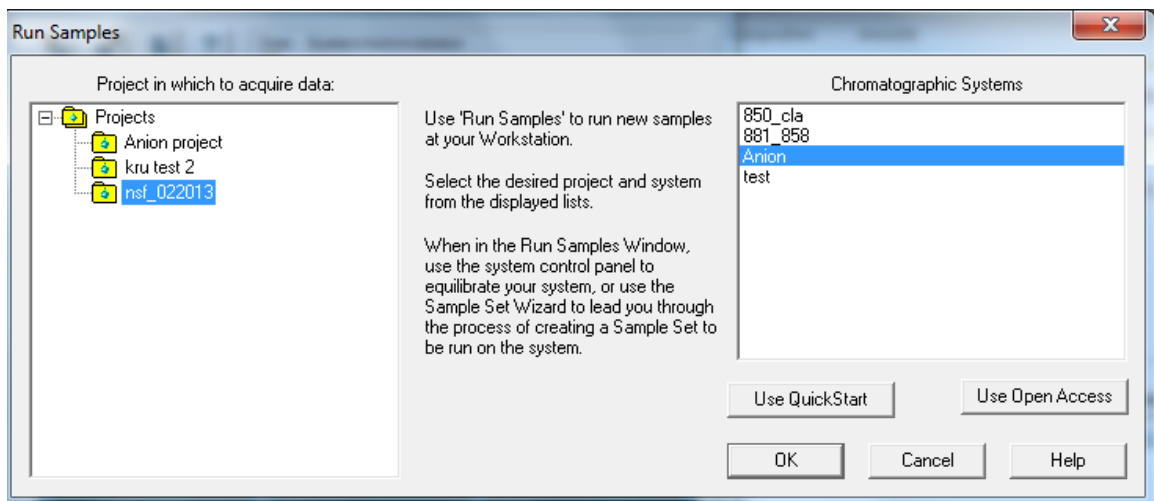 Run Samples
Project in which to acquire data:
Projects
Anion project
kru test 2
nsf_022013
Use 'Run Samples' to run new samples
at your Workstation.
Select the desired project and system
from the displayed lists.
When in the Run Samples Window,
use the system control panel to
equilibrate your system, or use the
Sample Set Wizard to lead you through
the process of creating a Sample Set to
be run on the system.
Chromatographic Systems
850_cla
881_858
Anion
test
Use QuickStart
Use Open Access
OK
Cancel
Help